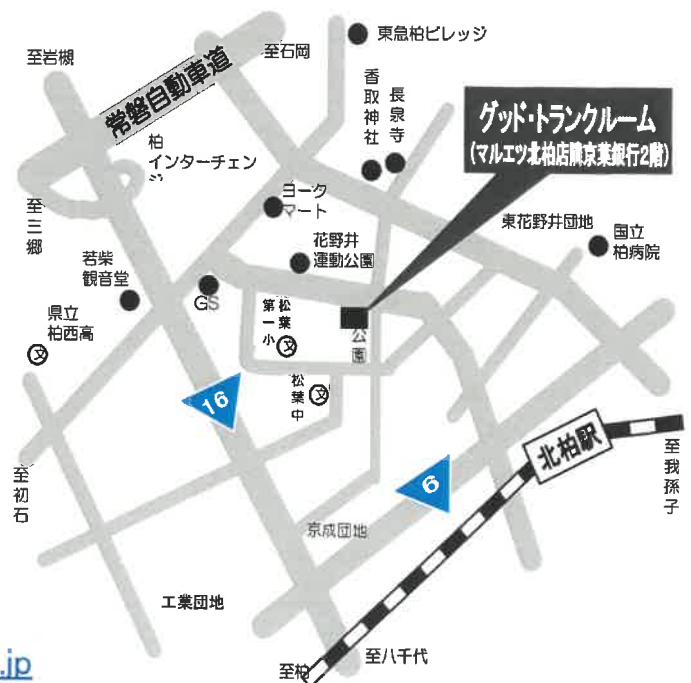 至岩槻
常磐自動車道
至石岡
東急柏ビレッジ
香取神社
長泉寺
グッド・トランクルーム
(マルエツ北柏店隣京葉銀行2階)
柏
インターチェン
ジ
至三郷
ヨーク
マート
東花野井団地
国立
柏病院
花野井
運動公園
若柴
観音堂
GS
松葉
第一小
文
公園
県立
柏西高
文
松葉中
文
16
6
北柏駅
至我孫子
至初石
京成団地
工業団地
至柏
至八千代
.jp